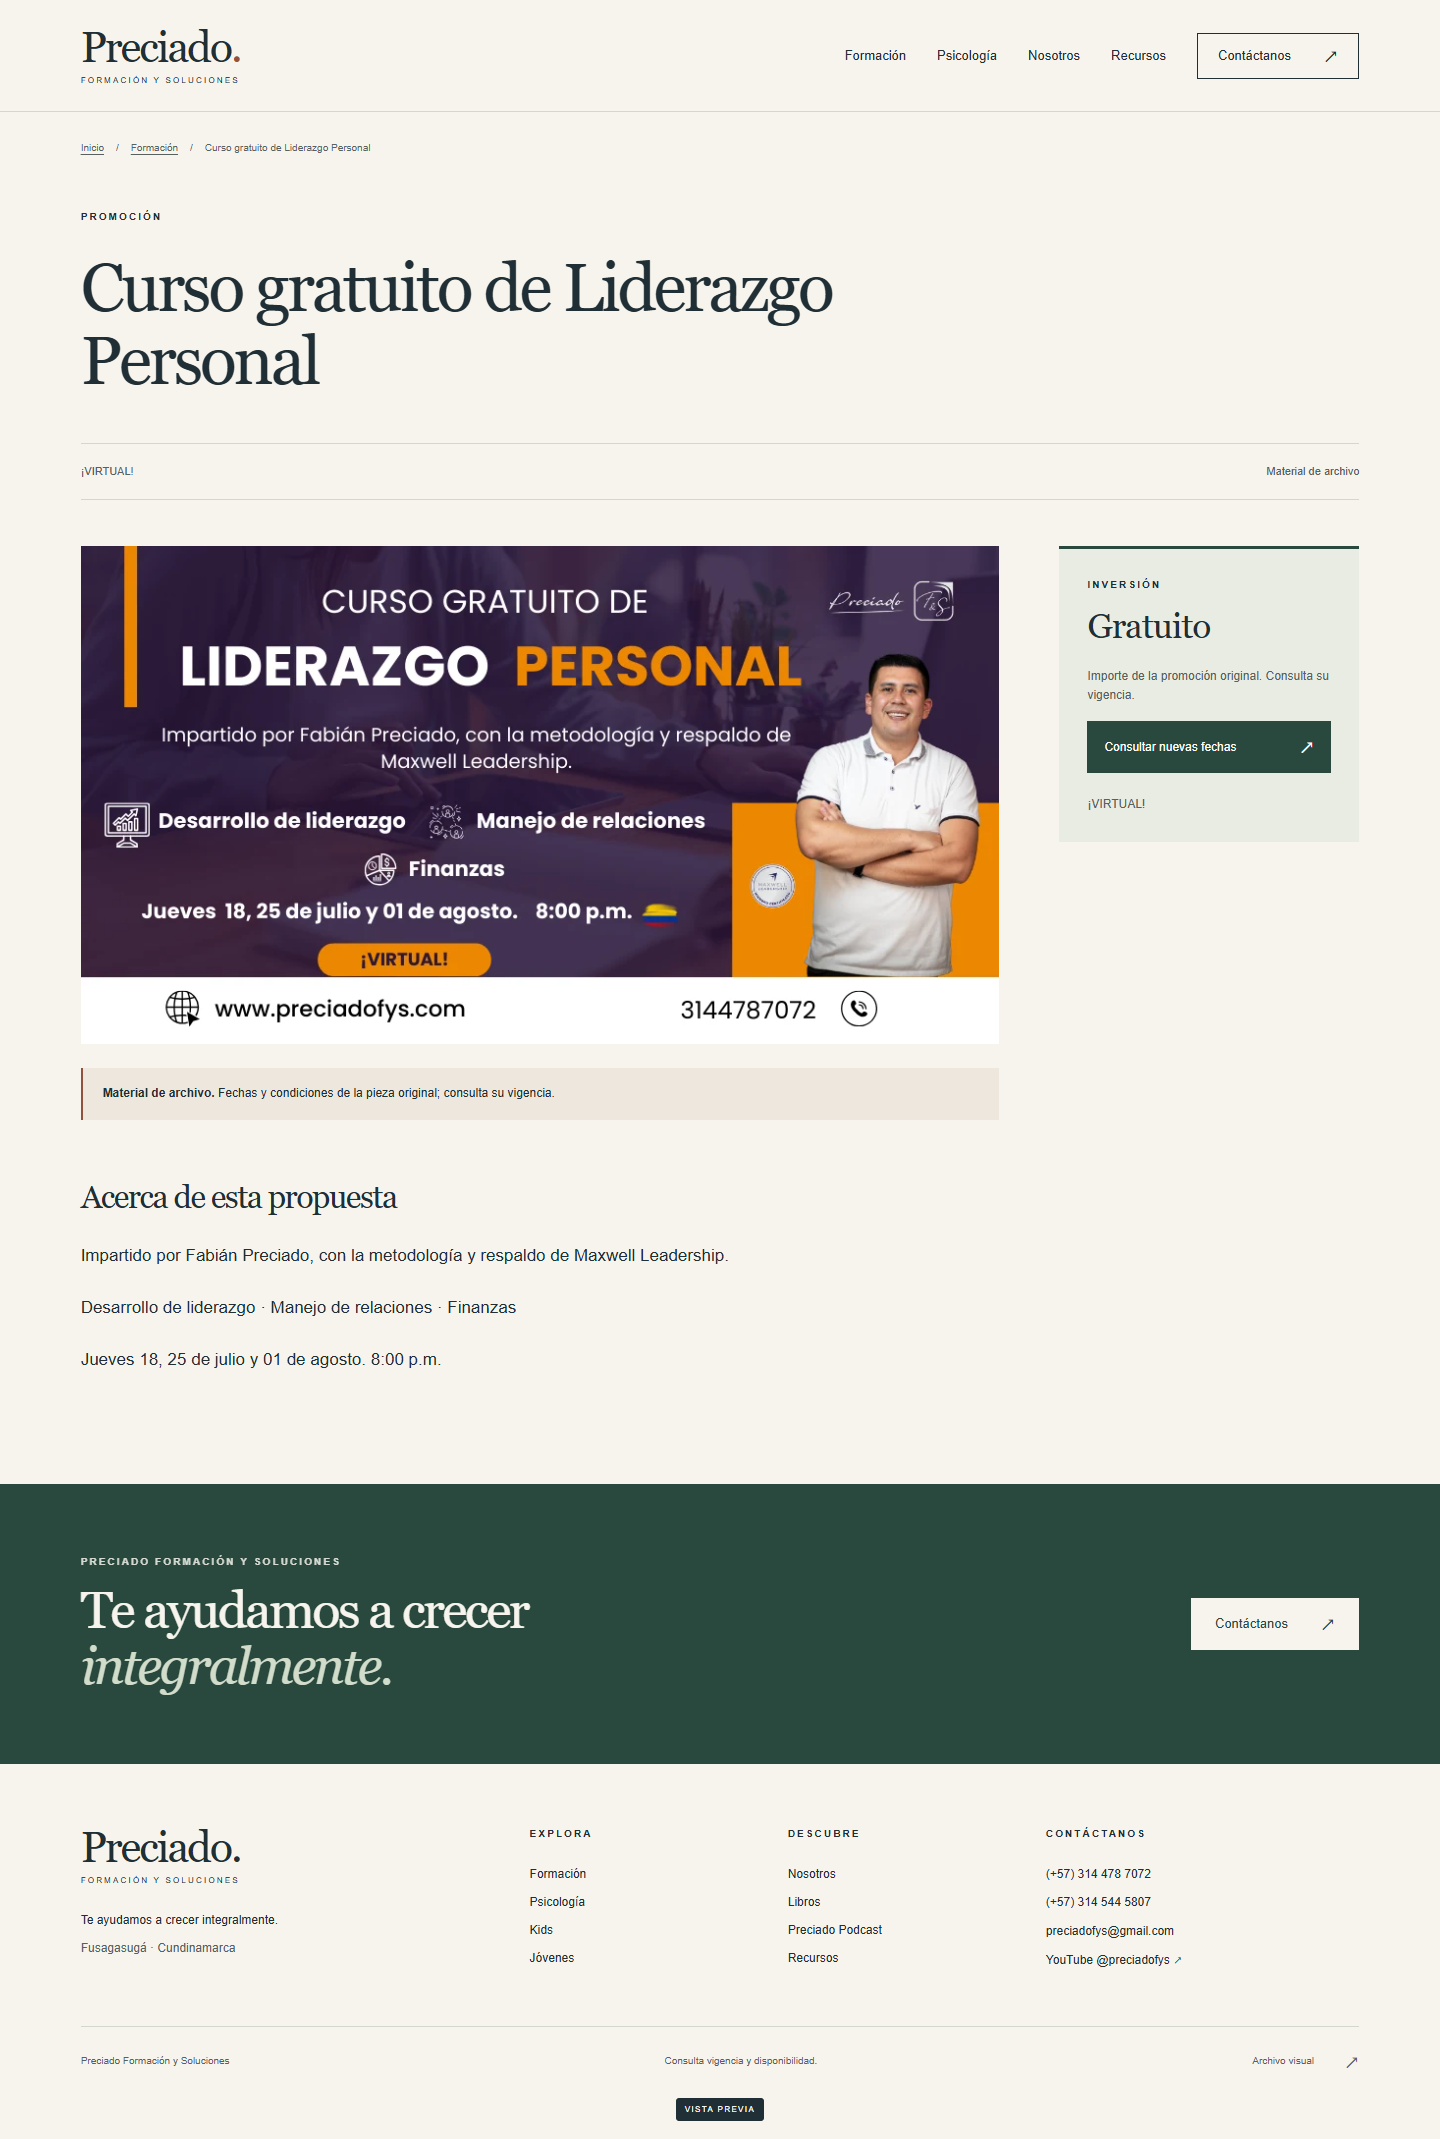 Preciado.
FORMACIÓN Y SOLUCIONES
Formación
Psicología
Nosotros
Recursos
Contáctanos ↗
Inicio / Formación / Curso gratuito de Liderazgo Personal
PROMOCIÓN
Curso gratuito de Liderazgo
Personal
¡VIRTUAL!
Material de archivo
CURSO GRATUITO DE
Preciado F&S
LIDERAZGO PERSONAL
Impartido por Fabián Preciado, con la metodología y respaldo de
Maxwell Leadership.
Desarrollo de liderazgo
Manejo de relaciones
Finanzas
Jueves 18, 25 de julio y 01 de agosto. 8:00 p.m.
MAXWELL
¡VIRTUAL!
www.preciadofys.com
3144787072
INVERSIÓN
Gratuito
Importe de la promoción original. Consulta su
vigencia.
Consultar nuevas fechas ↗
¡VIRTUAL!
Material de archivo. Fechas y condiciones de la pieza original; consulta su vigencia.
Acerca de esta propuesta
Impartido por Fabián Preciado, con la metodología y respaldo de Maxwell Leadership.
Desarrollo de liderazgo · Manejo de relaciones · Finanzas
Jueves 18, 25 de julio y 01 de agosto. 8:00 p.m.
PRECIADO FORMACIÓN Y SOLUCIONES
Te ayudamos a crecer
integralmente.
Contáctanos ↗
Preciado.
FORMACIÓN Y SOLUCIONES
Te ayudamos a crecer integralmente.
Fusagasugá · Cundinamarca
EXPLORA
Formación
Psicología
Kids
Jóvenes
DESCUBRE
Nosotros
Libros
Preciado Podcast
Recursos
CONTÁCTANOS
(+57) 314 478 7072
(+57) 314 544 5807
preciadofys@gmail.com
YouTube @preciadofys ↗
Preciado Formación y Soluciones
Consulta vigencia y disponibilidad.
Archivo visual ↗
VISTA PREVIA